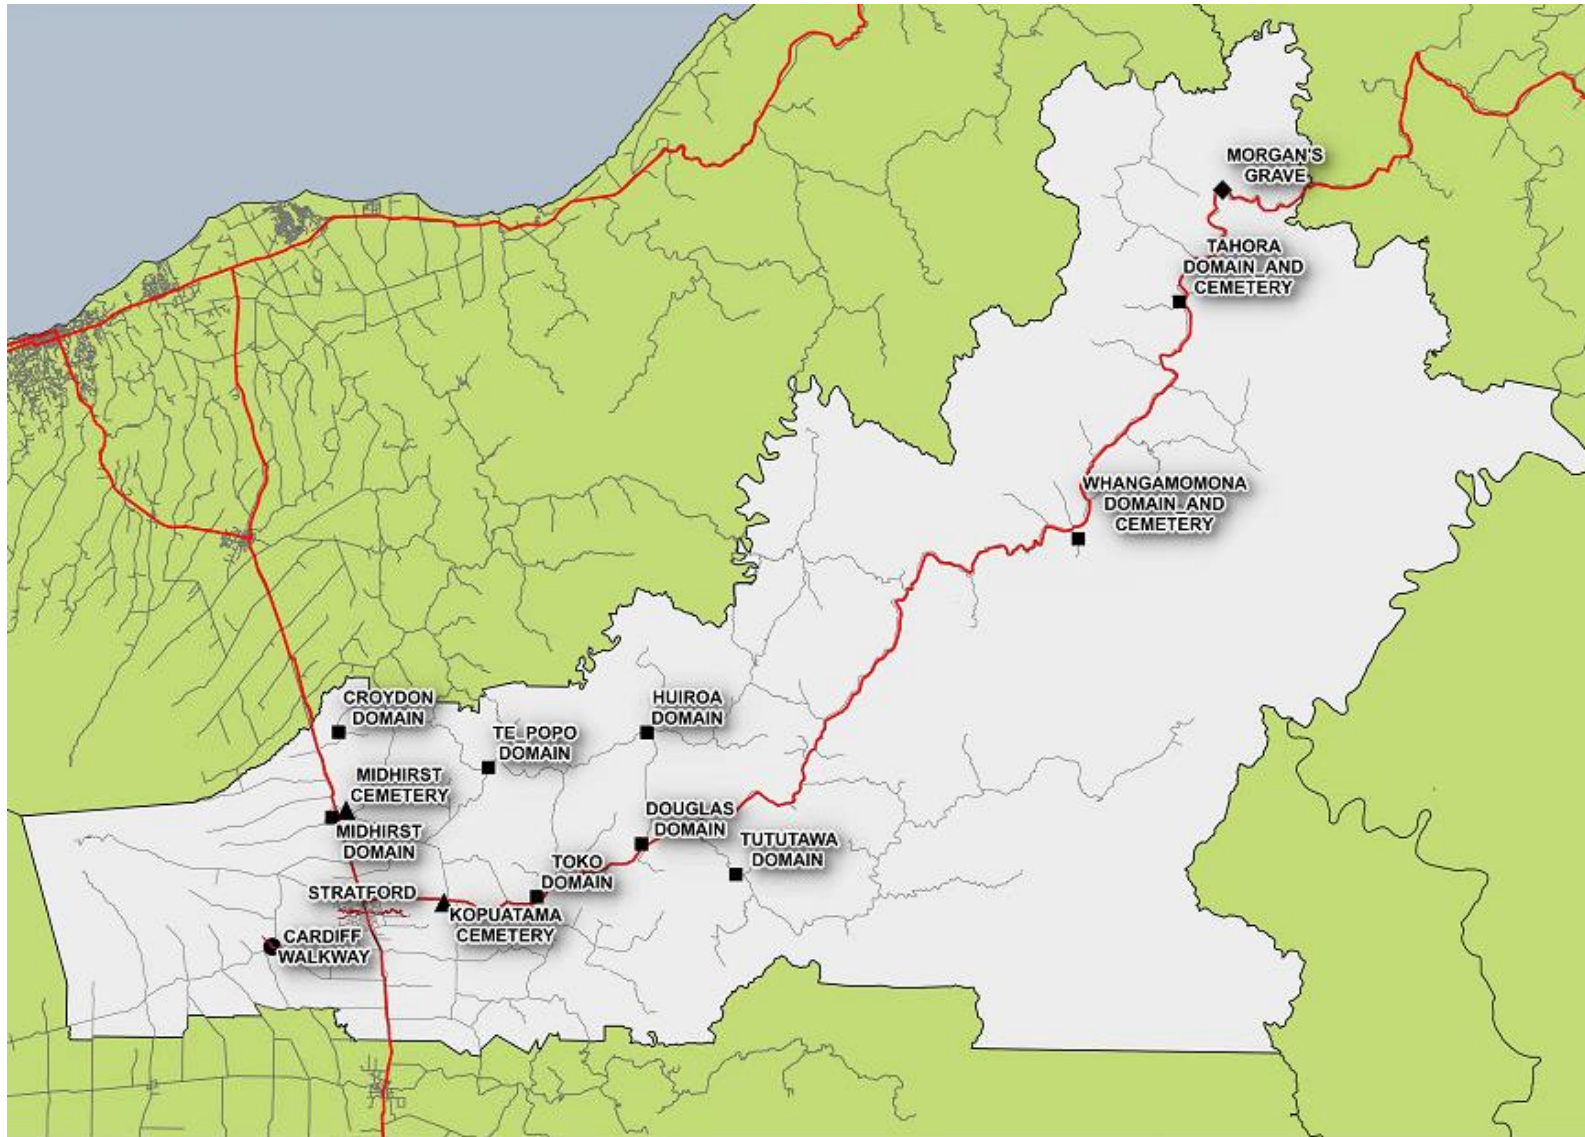 MORGAN'S
GRAVE
TAHORA
DOMAIN_AND
CEMETERY
WHANGAMOMONA
DOMAIN_AND
CEMETERY
CROYDON
DOMAIN
HUIROA
DOMAIN
TE_POPO
DOMAIN
MIDHIRST
CEMETERY
MIDHIRST
DOMAIN
DOUGLAS
DOMAIN
TUTUTAWA
DOMAIN
TOKO
DOMAIN
STRATFORD
KOPUATAMA
CEMETERY
CARDIFF
WALKWAY